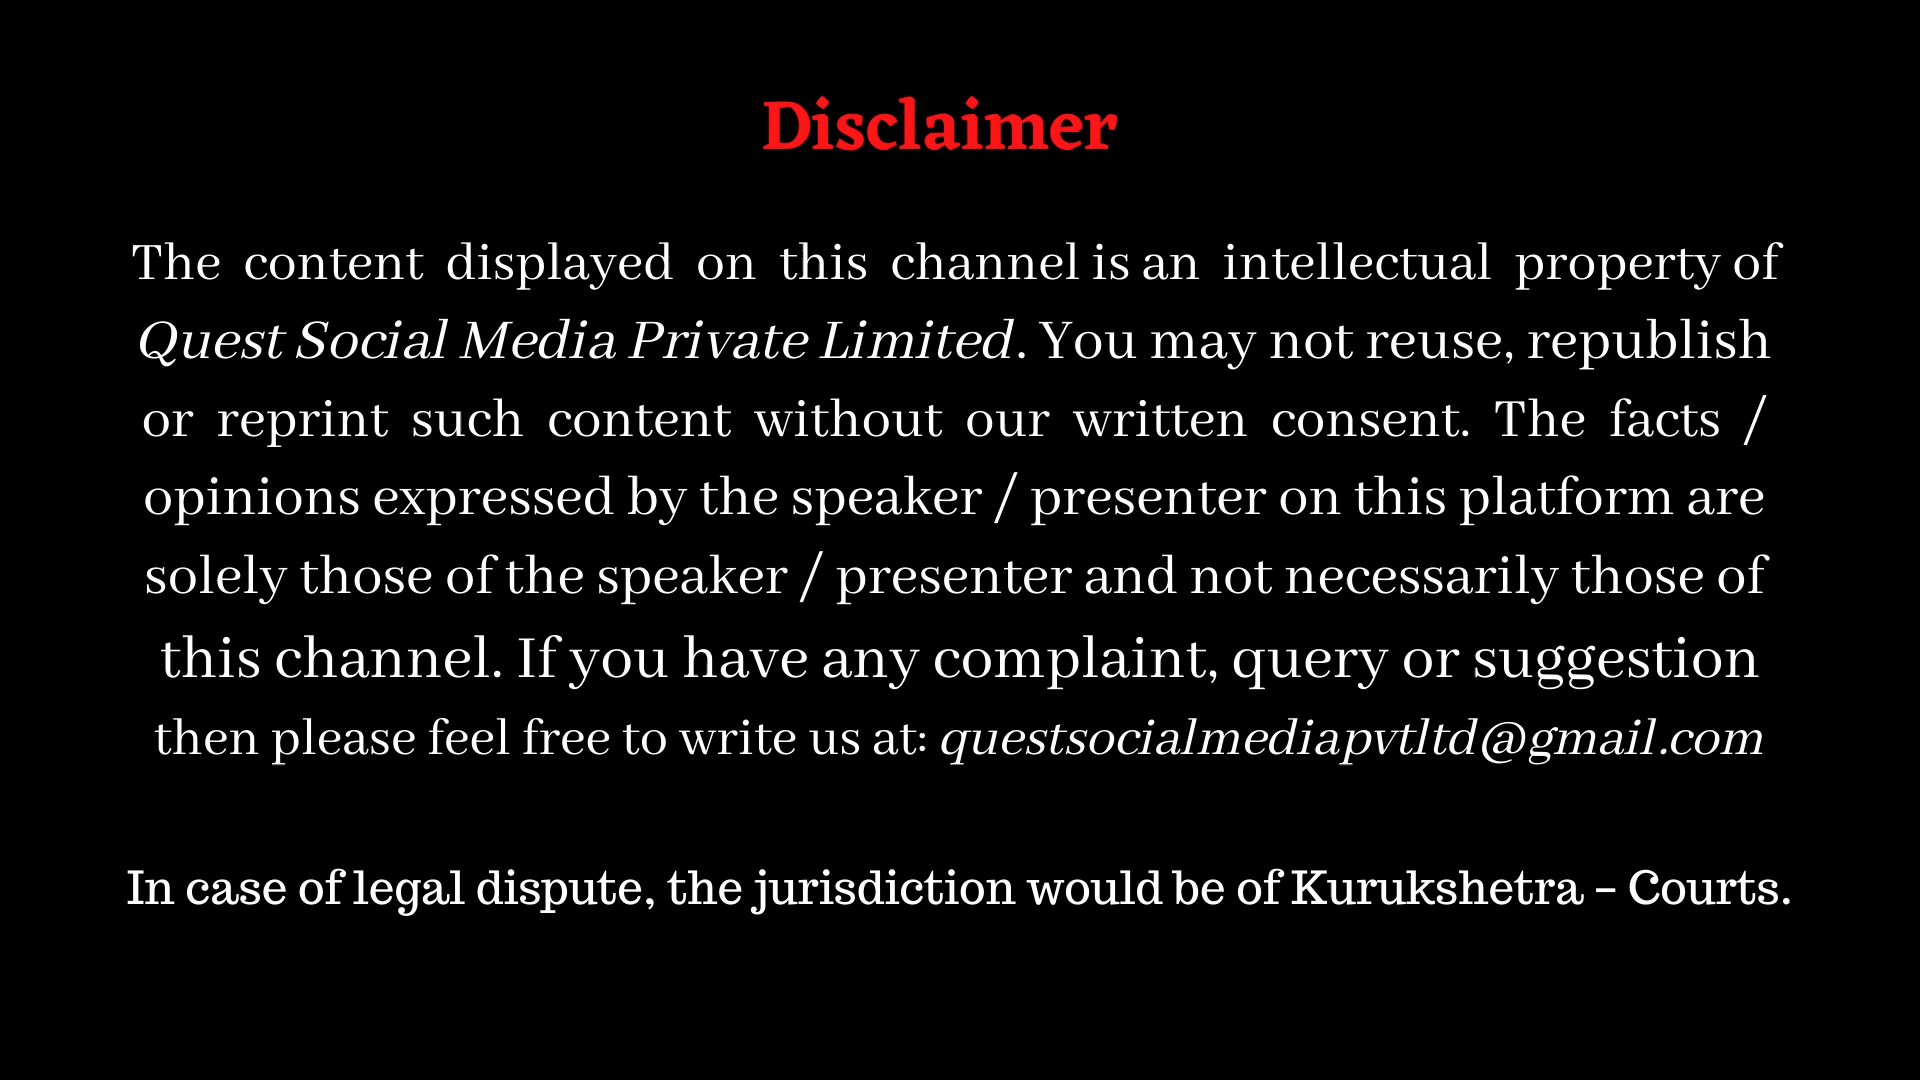 Disclaimer
The content displayed on this channel is an intellectual property of
Quest Social Media Private Limited. You may not reuse, republish
or reprint such content without our written consent. The facts /
opinions expressed by the speaker / presenter on this platform are
solely those of the speaker / presenter and not necessarily those of
this channel. If you have any complaint, query or suggestion
then please feel free to write us at: questsocialmediapvtltd@gmail.com
In case of legal dispute, the jurisdiction would be of Kurukshetra – Courts.